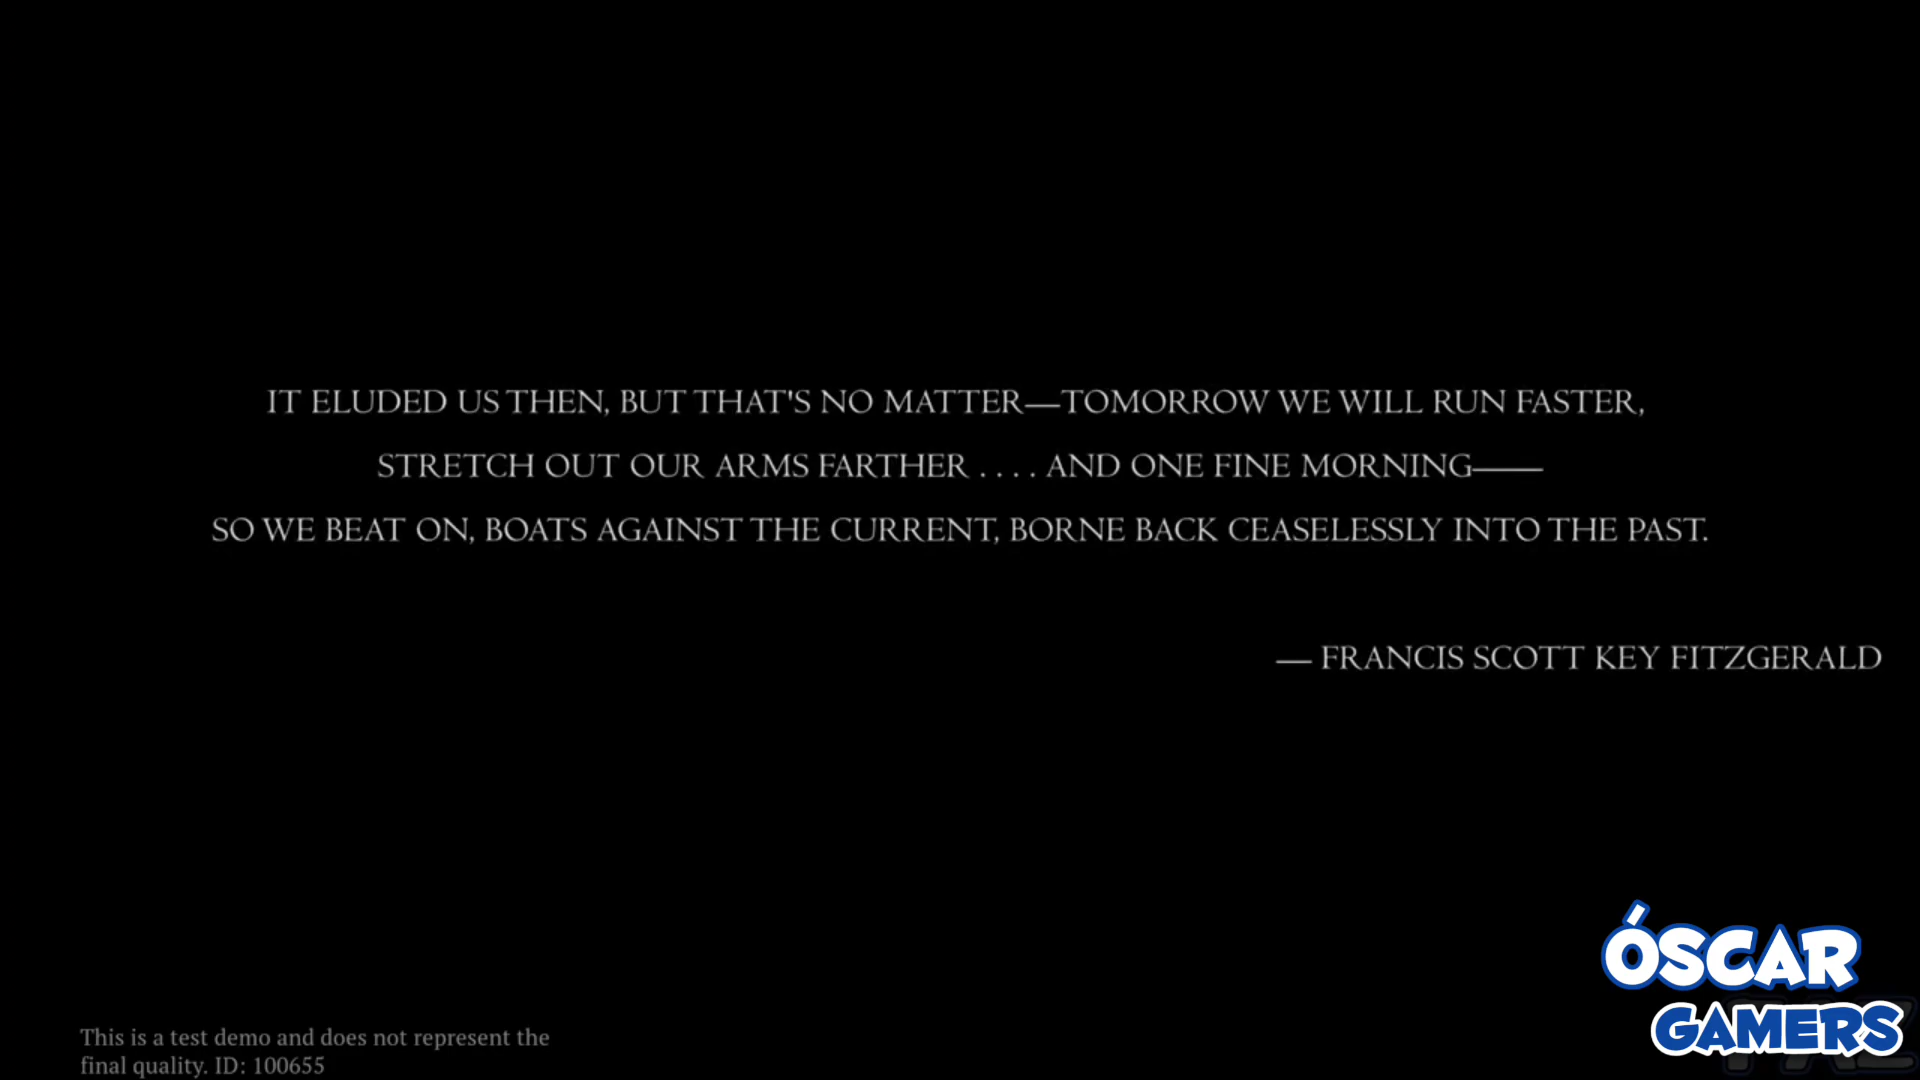 IT ELUDED US THEN, BUT THAT'S NO MATTER—TOMORROW WE WILL RUN FASTER,
STRETCH OUT OUR ARMS FARTHER . . . . AND ONE FINE MORNING——
SO WE BEAT ON, BOATS AGAINST THE CURRENT, BORNE BACK CEASELESSLY INTO THE PAST.
— FRANCIS SCOTT KEY FITZGERALD
ÓSCAR
GAMERS
This is a test demo and does not represent the
final quality. ID: 100655